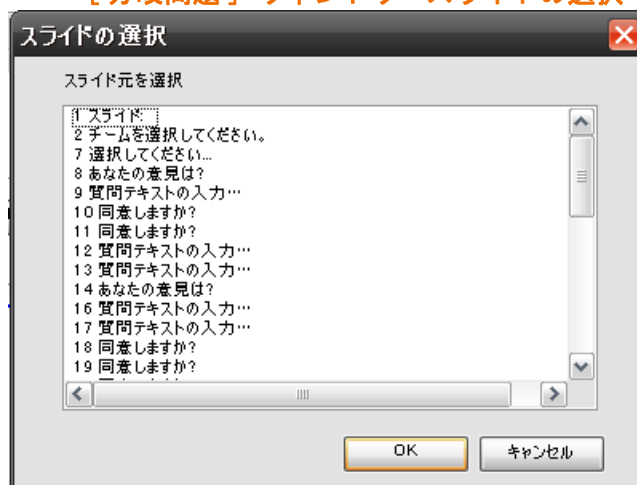 スライドの選択
スライド元を選択
1 スライド:
2 チームを選択してください。
7 選択してください...
8 あなたの意見は?
9 質問テキストの入力…
10 同意しますか?
11 同意しますか?
12 質問テキストの入力…
13 質問テキストの入力…
14 あなたの意見は?
16 質問テキストの入力…
17 質問テキストの入力…
18 同意しますか?
19 同意しますか?
OK
キャンセル